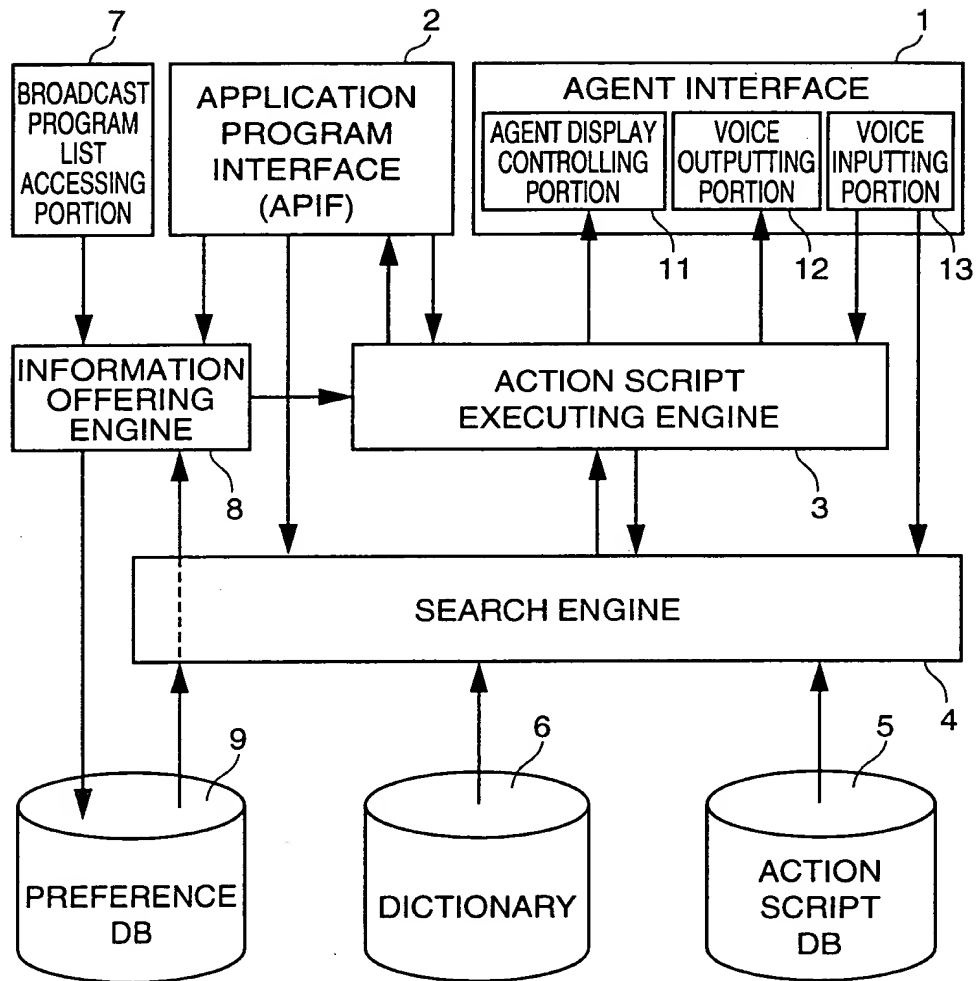 7
2
1
BROADCAST
PROGRAM
LIST
ACCESSING
PORTION
APPLICATION
PROGRAM
INTERFACE
(APIF)
AGENT INTERFACE
AGENT DISPLAY
CONTROLLING
PORTION
VOICE
OUTPUTTING
PORTION
VOICE
INPUTTING
PORTION
11
12
13
INFORMATION
OFFERING
ENGINE
ACTION SCRIPT
EXECUTING ENGINE
8
3
SEARCH ENGINE
4
9
6
5
PREFERENCE
DB
DICTIONARY
ACTION
SCRIPT
DB